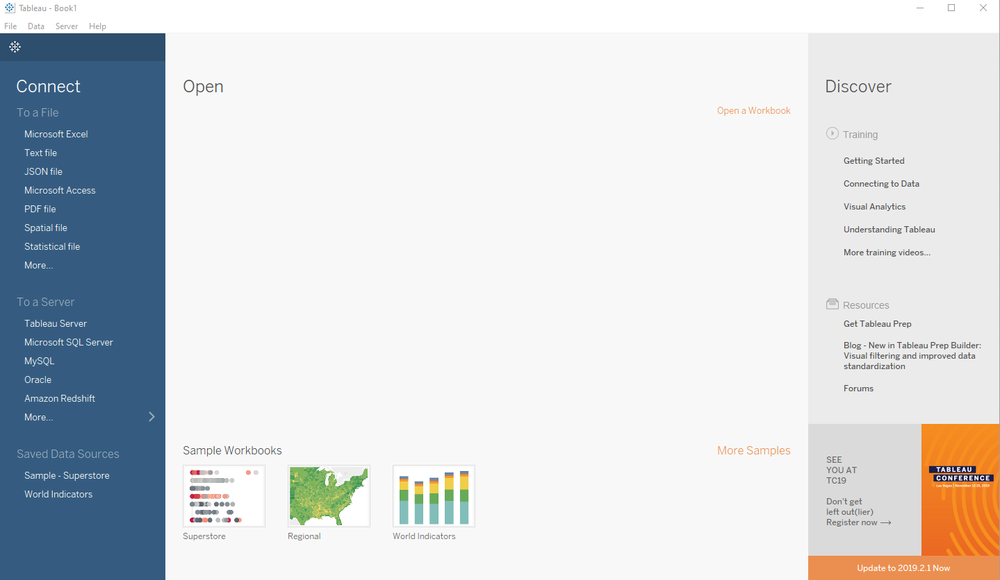 Tableau - Book1
File Data Server Help
Connect
To a File
Microsoft Excel
Text file
JSON file
Microsoft Access
PDF file
Spatial file
Statistical file
More...
To a Server
Tableau Server
Microsoft SQL Server
MySQL
Oracle
Amazon Redshift
More...
Saved Data Sources
Sample - Superstore
World Indicators
Open
Open a Workbook
Sample Workbooks
More Samples
Superstore
Regional
World Indicators
Discover
Training
Getting Started
Connecting to Data
Visual Analytics
Understanding Tableau
More training videos...
Resources
Get Tableau Prep
Blog - New in Tableau Prep Builder:
Visual filtering and improved data
standardization
Forums
SEE
YOU AT
TC19
Don't get
left out(lier)
Register now →
TABLEAU
CONFERENCE
Las Vegas | November 12-15, 2019
Update to 2019.2.1 Now